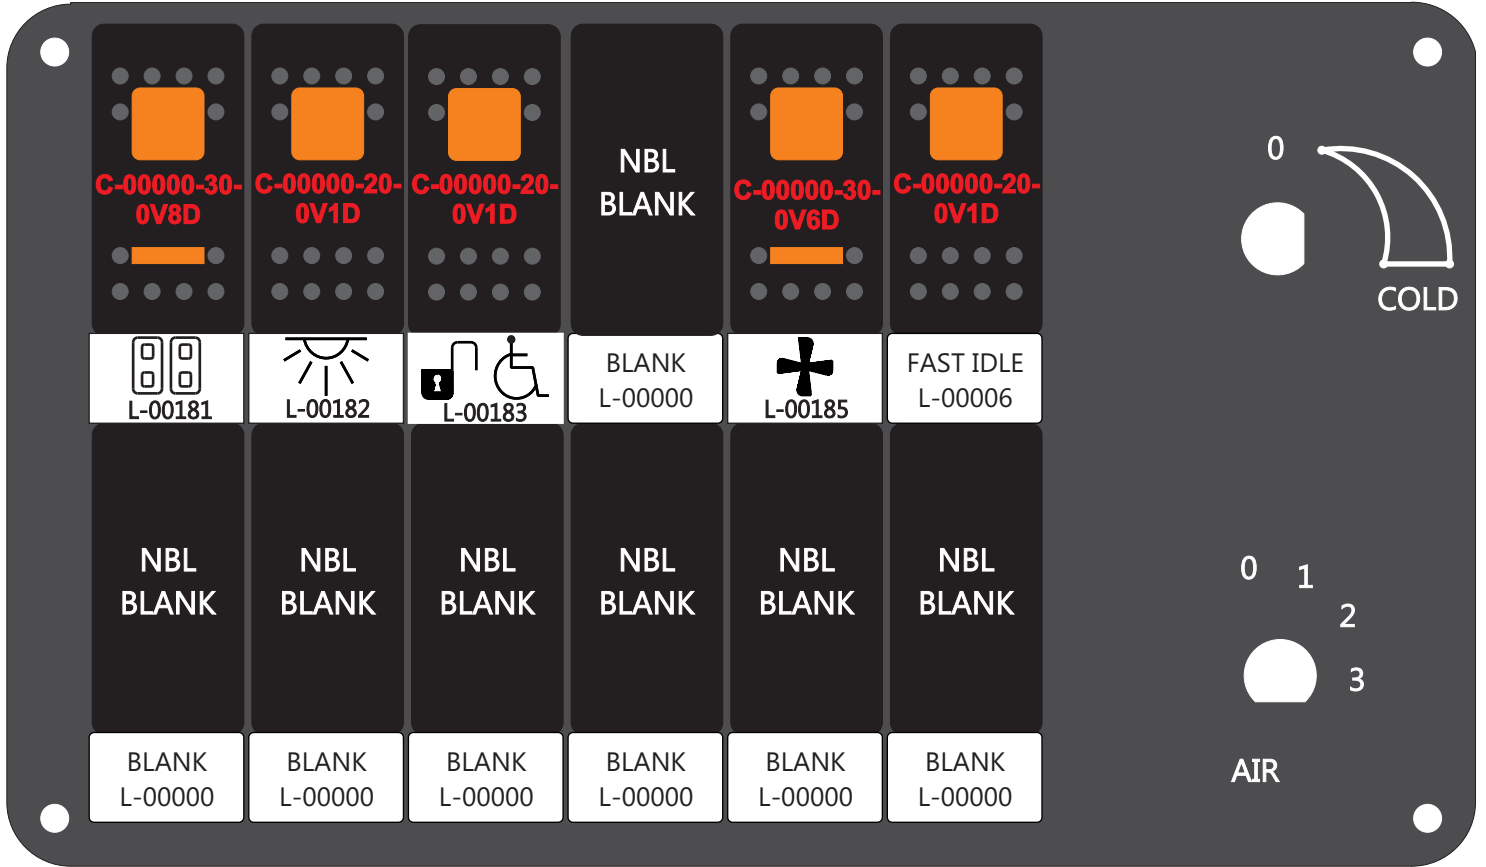 C-00000-30-
0V8D
C-00000-20-
0V1D
C-00000-20-
0V1D
NBL
BLANK
C-00000-30-
0V6D
C-00000-20-
0V1D
0
COLD
L-00181
L-00182
L-00183
BLANK
L-00000
L-00185
FAST IDLE
L-00006
NBL
BLANK
NBL
BLANK
NBL
BLANK
NBL
BLANK
NBL
BLANK
NBL
BLANK
0
1
2
3
AIR
BLANK
L-00000
BLANK
L-00000
BLANK
L-00000
BLANK
L-00000
BLANK
L-00000
BLANK
L-00000